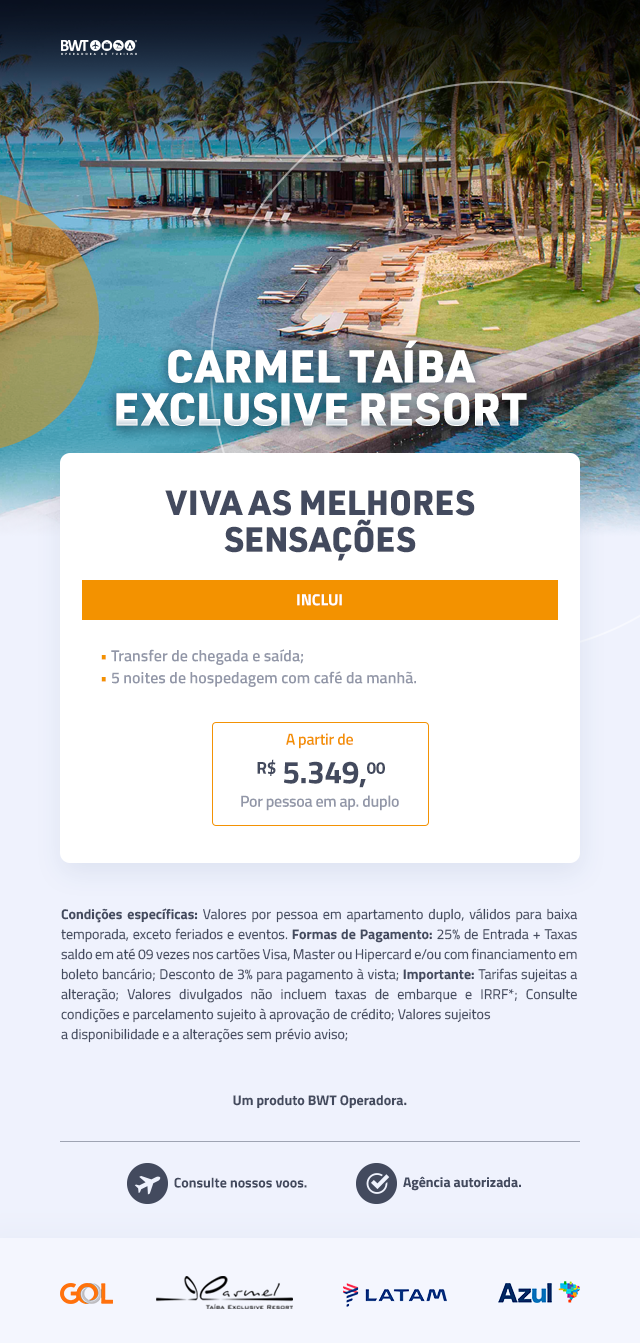 BWT
OPERADORA DE TURISMO
CARMEL TAÍBA
EXCLUSIVE RESORT
VIVA AS MELHORES
SENSAÇÕES
INCLUI
▪ Transfer de chegada e saída;
▪ 5 noites de hospedagem com café da manhã.
A partir de
R$ 5.349,00
Por pessoa em ap. duplo
Condições específicas: Valores por pessoa em apartamento duplo, válidos para baixa
temporada, exceto feriados e eventos. Formas de Pagamento: 25% de Entrada + Taxas
saldo em até 09 vezes nos cartões Visa, Master ou Hipercard e/ou com financiamento em
boleto bancário; Desconto de 3% para pagamento à vista; Importante: Tarifas sujeitas a
alteração; Valores divulgados não incluem taxas de embarque e IRRF*; Consulte
condições e parcelamento sujeito à aprovação de crédito; Valores sujeitos
a disponibilidade e a alterações sem prévio aviso;
Um produto BWT Operadora.
Consulte nossos voos.
Agência autorizada.
GOL
Carmel
TAÍBA EXCLUSIVE RESORT
LATAM
Azul